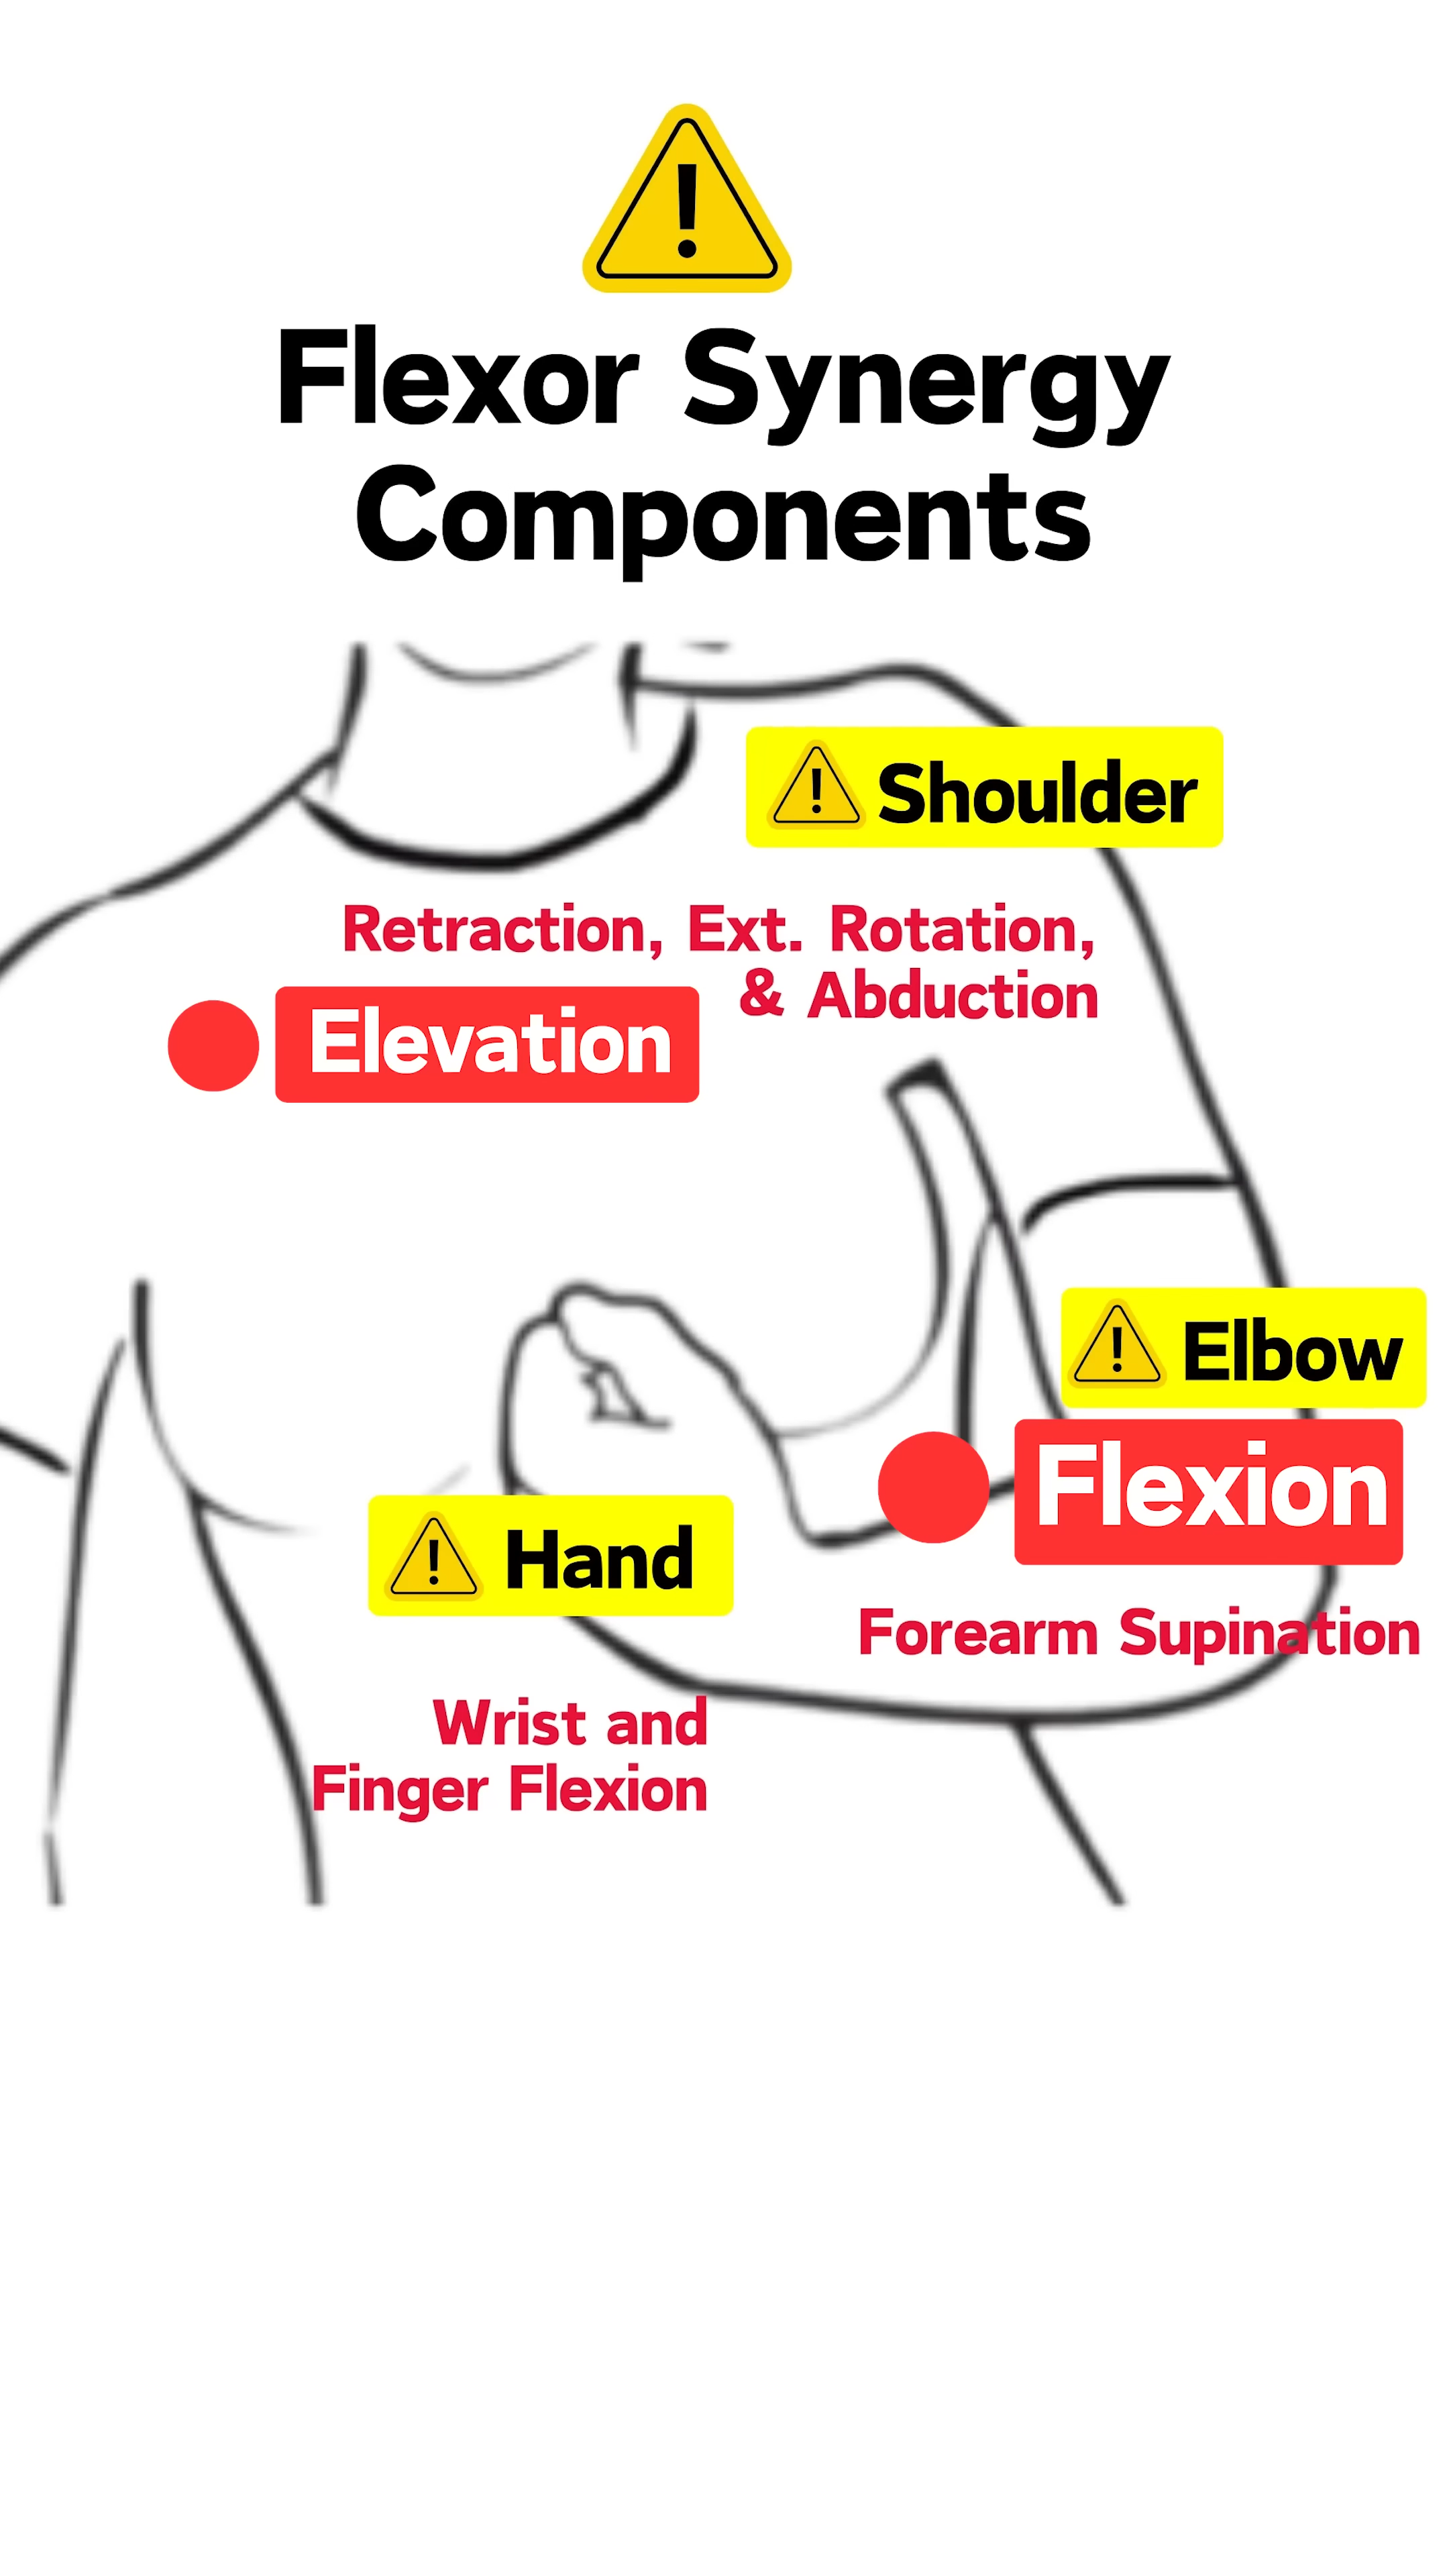 Flexor Synergy
Components
Shoulder
Retraction, Ext. Rotation,
& Abduction
Elevation
Elbow
Flexion
Forearm Supination
Hand
Wrist and
Finger Flexion